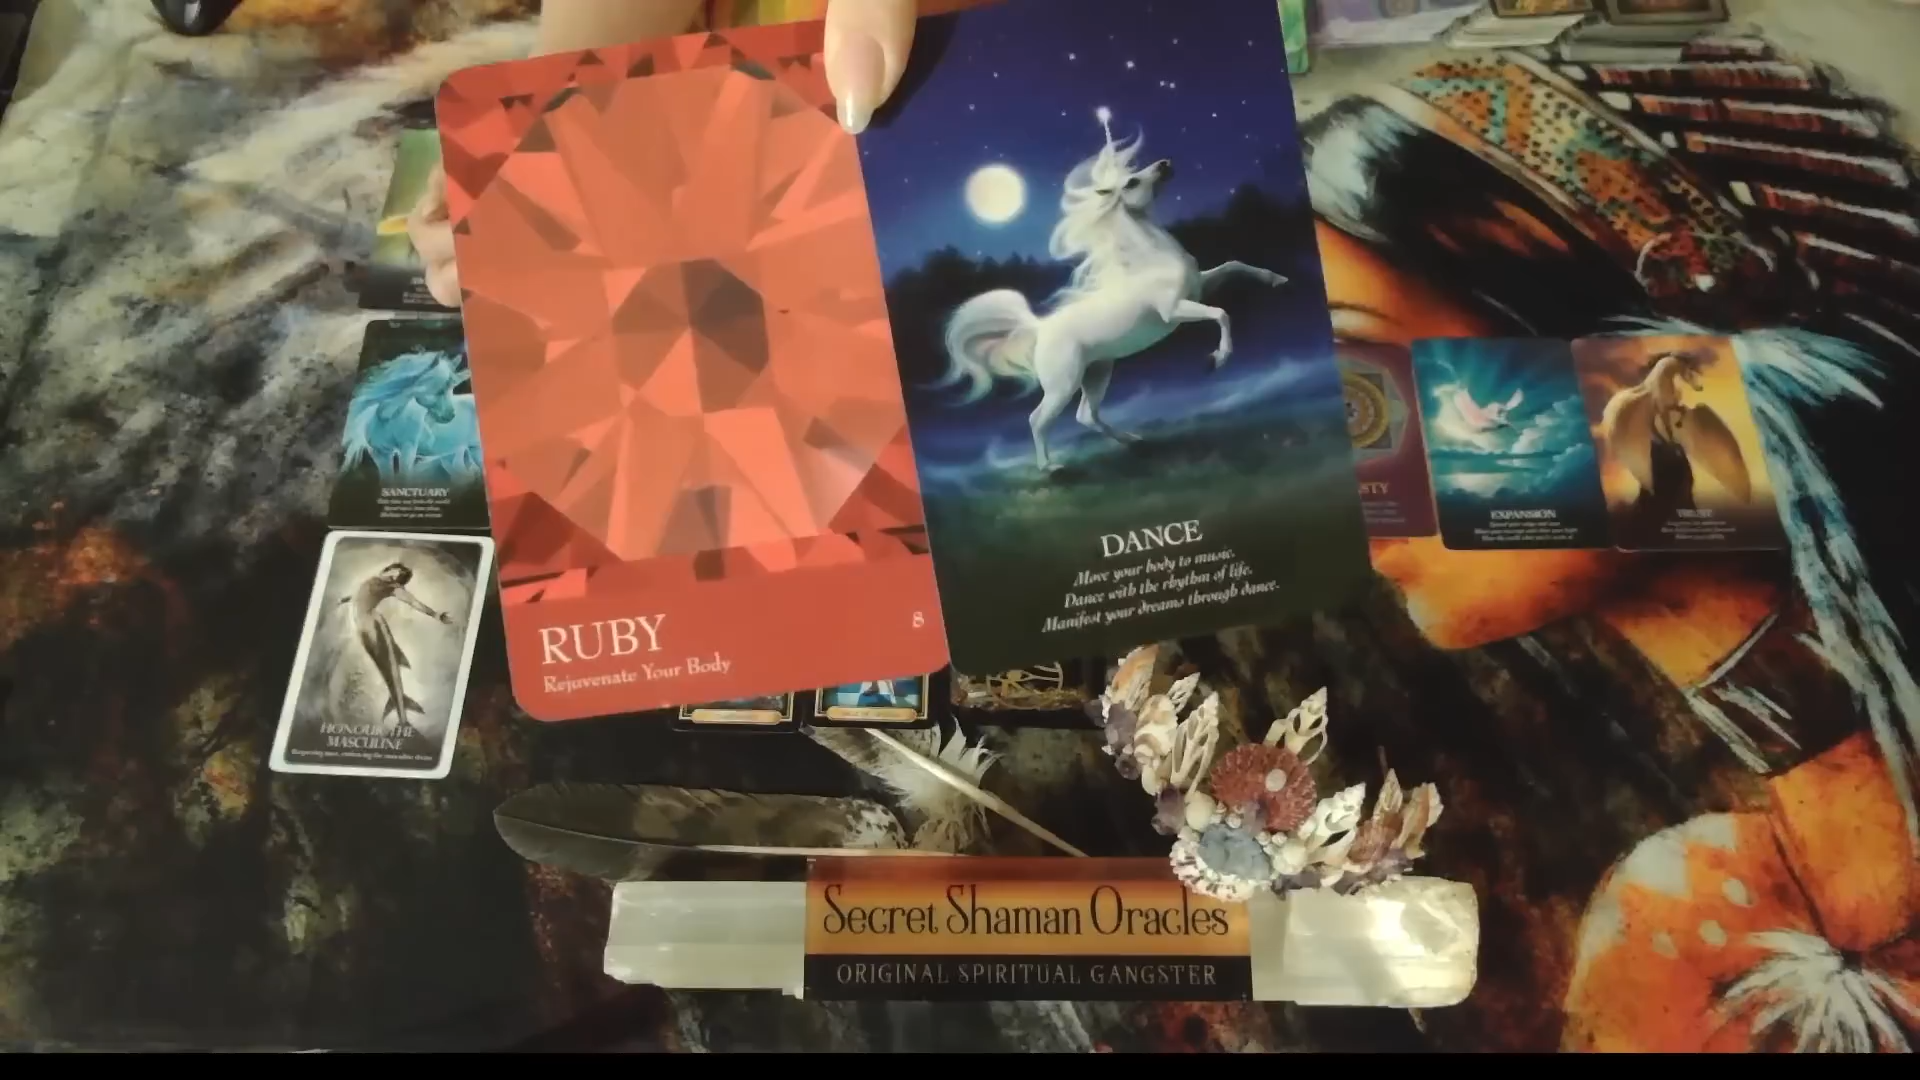 RUBY
8
Rejuvenate Your Body
DANCE
Move your body to music.
Dance with the rhythm of life.
Manifest your dreams through dance.
SANCTUARY
HONOUR THE
MASCULINE
EXPANSION
TRUST
Secret Shaman Oracles
ORIGINAL SPIRITUAL GANGSTER